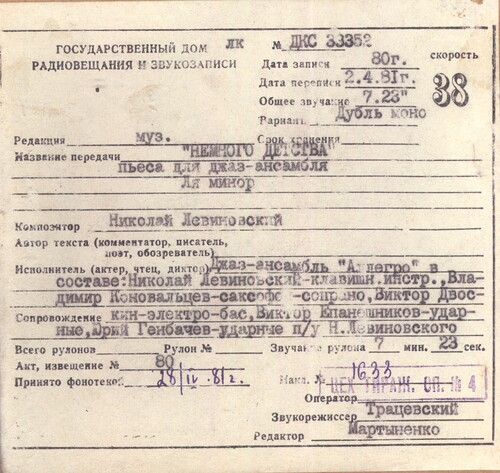 ГОСУДАРСТВЕННЫЙ ДОМ ЛК
РАДИОВЕЩАНИЯ И ЗВУКОЗАПИСИ
№ ДКС 33352
Дата записи 80г. скорость
Дата переписи 2.4.81г.
Общее звучание 7.23" 38
Вариант Дубль моно
Редакция муз. Срок хранения
Название передачи "НЕМНОГО ДЕТСТВА"
пьеса для джаз-ансамбля
Ля минор
Композитор Николай Левиновский
Автор текста (комментатор, писатель,
поэт, обозреватель)
Исполнитель (актер, чтец, диктор) Джаз-ансамбль "Аллегро" в
составе:Николай Левиновский-клавишн.инстр.,Вла-
димир Коновальцев-саксофо-сопрано,Виктор Двос-
Сопровождение кин-электро-бас,Виктор Епанешников-удар-
ные,Юрий Генбачев-ударные п/у Н.Левиновского
Всего рулонов Рулон № Звучание рулона 7 мин. 23 сек.
Акт, извещение № 80
Принято фонотекой 28/IV.81г. Накл. № 1633
ЦЕХ ТИРАЖ. ОП. № 4
Оператор
Звукорежиссер Трацевский
Редактор Мартыненко